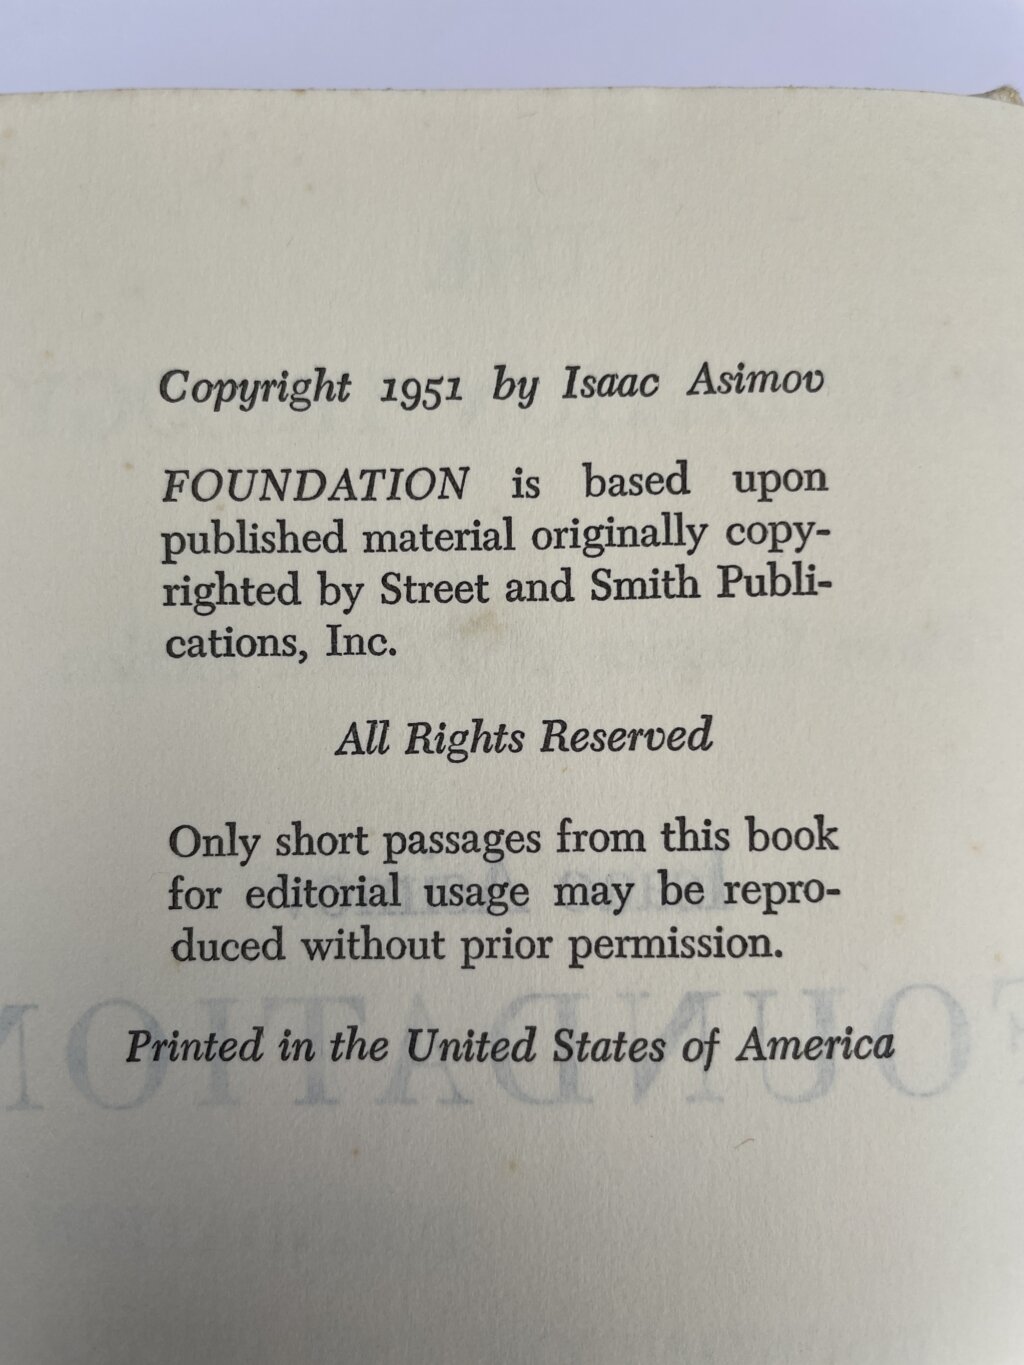 Copyright 1951 by Isaac Asimov
FOUNDATION is based upon
published material originally copy-
righted by Street and Smith Publi-
cations, Inc.
All Rights Reserved
Only short passages from this book
for editorial usage may be repro-
duced without prior permission.
Printed in the United States of America